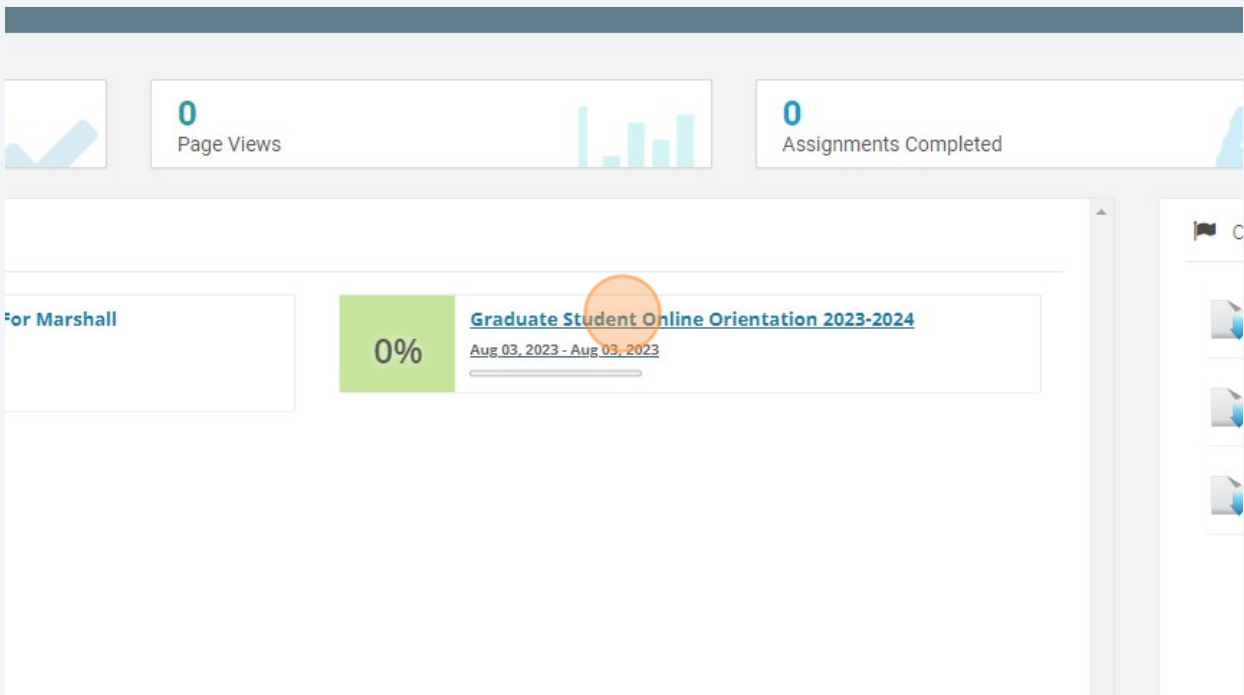 0
Page Views
0
Assignments Completed
For Marshall
0%
Graduate Student Online Orientation 2023-2024
Aug 03, 2023 - Aug 03, 2023